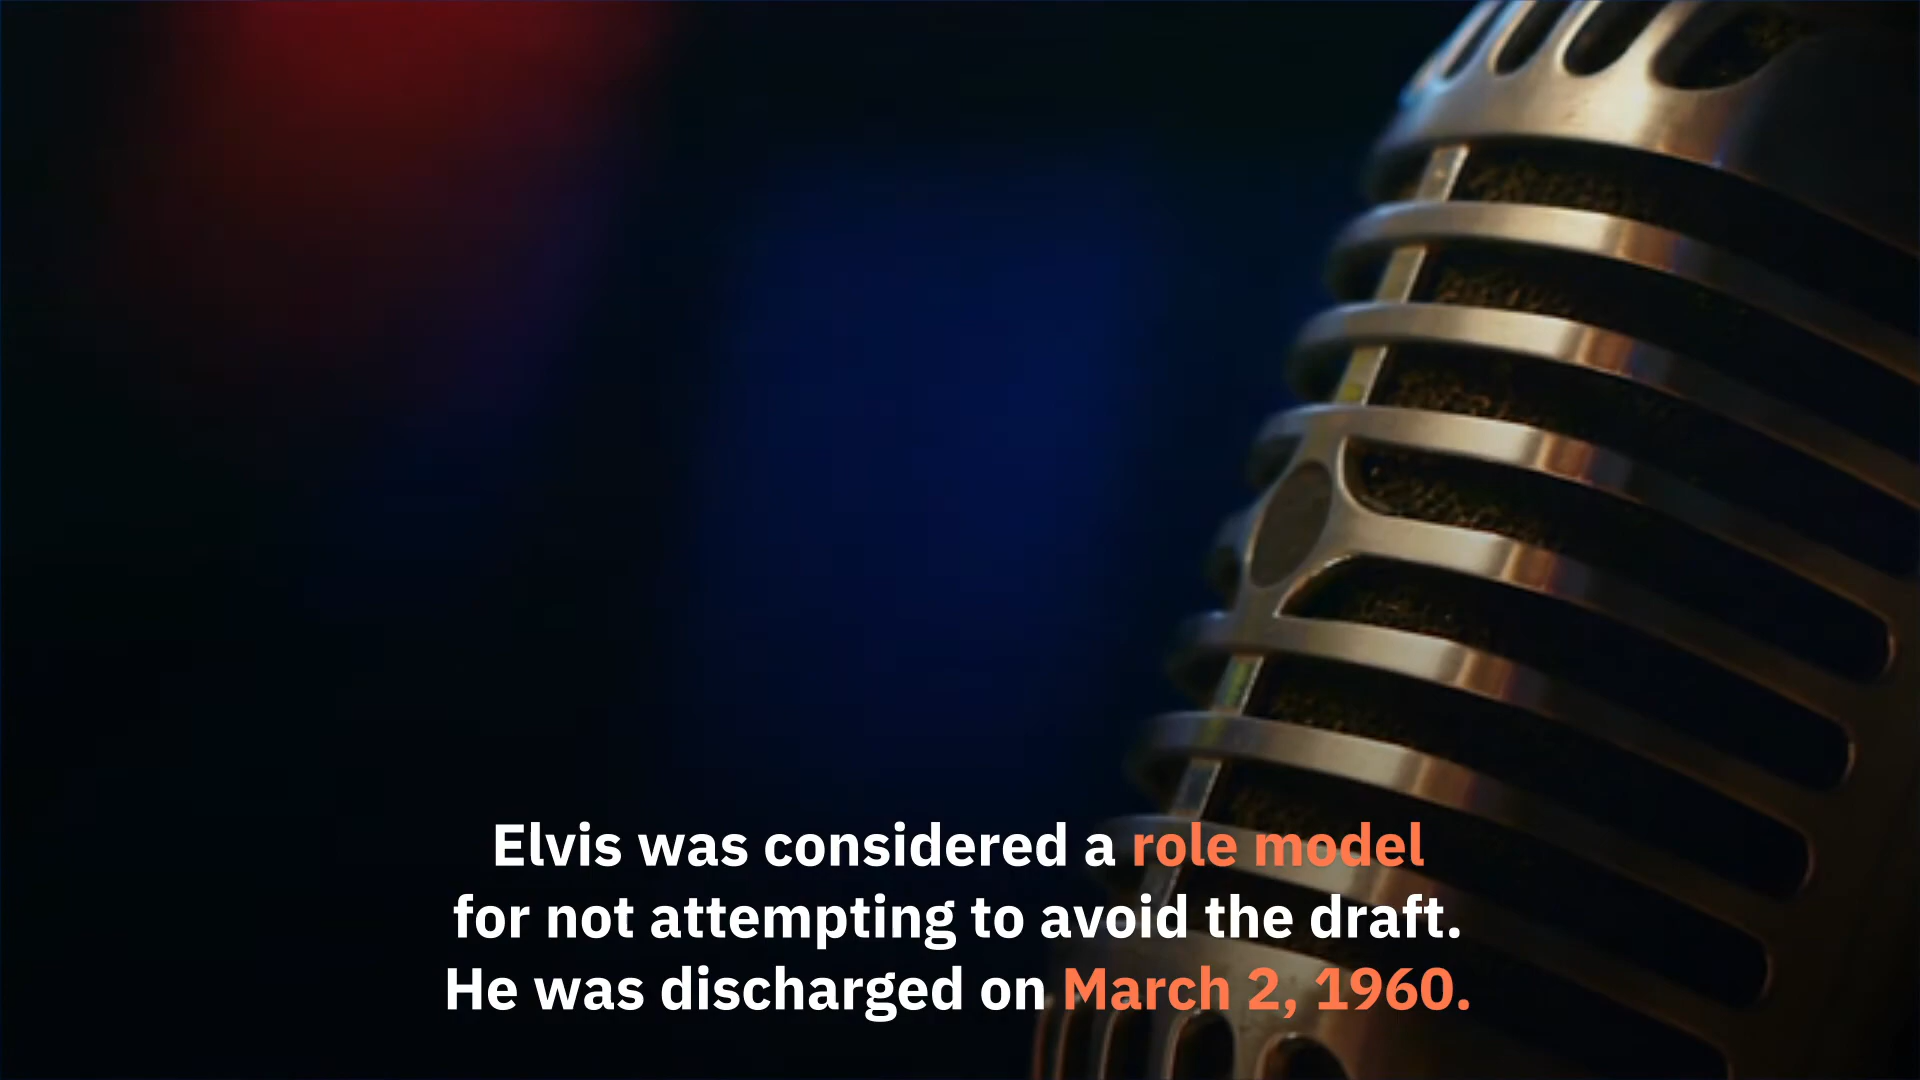 Elvis was considered a role model
for not attempting to avoid the draft.
He was discharged on March 2, 1960.